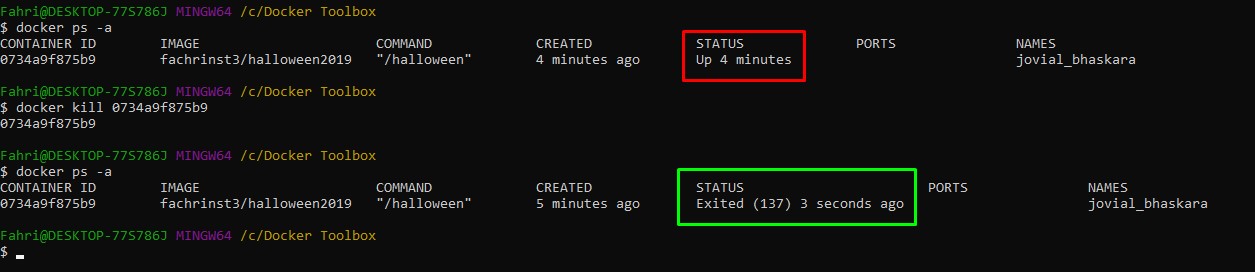 Fahri@DESKTOP-77S786J MINGW64 /c/Docker Toolbox
$ docker ps -a
CONTAINER ID IMAGE COMMAND CREATED STATUS PORTS NAMES
0734a9f875b9 fachrinst3/halloween2019 "/halloween" 4 minutes ago Up 4 minutes jovial_bhaskara
Fahri@DESKTOP-77S786J MINGW64 /c/Docker Toolbox
$ docker kill 0734a9f875b9
0734a9f875b9
Fahri@DESKTOP-77S786J MINGW64 /c/Docker Toolbox
$ docker ps -a
CONTAINER ID IMAGE COMMAND CREATED STATUS PORTS NAMES
0734a9f875b9 fachrinst3/halloween2019 "/halloween" 5 minutes ago Exited (137) 3 seconds ago jovial_bhaskara
Fahri@DESKTOP-77S786J MINGW64 /c/Docker Toolbox
$